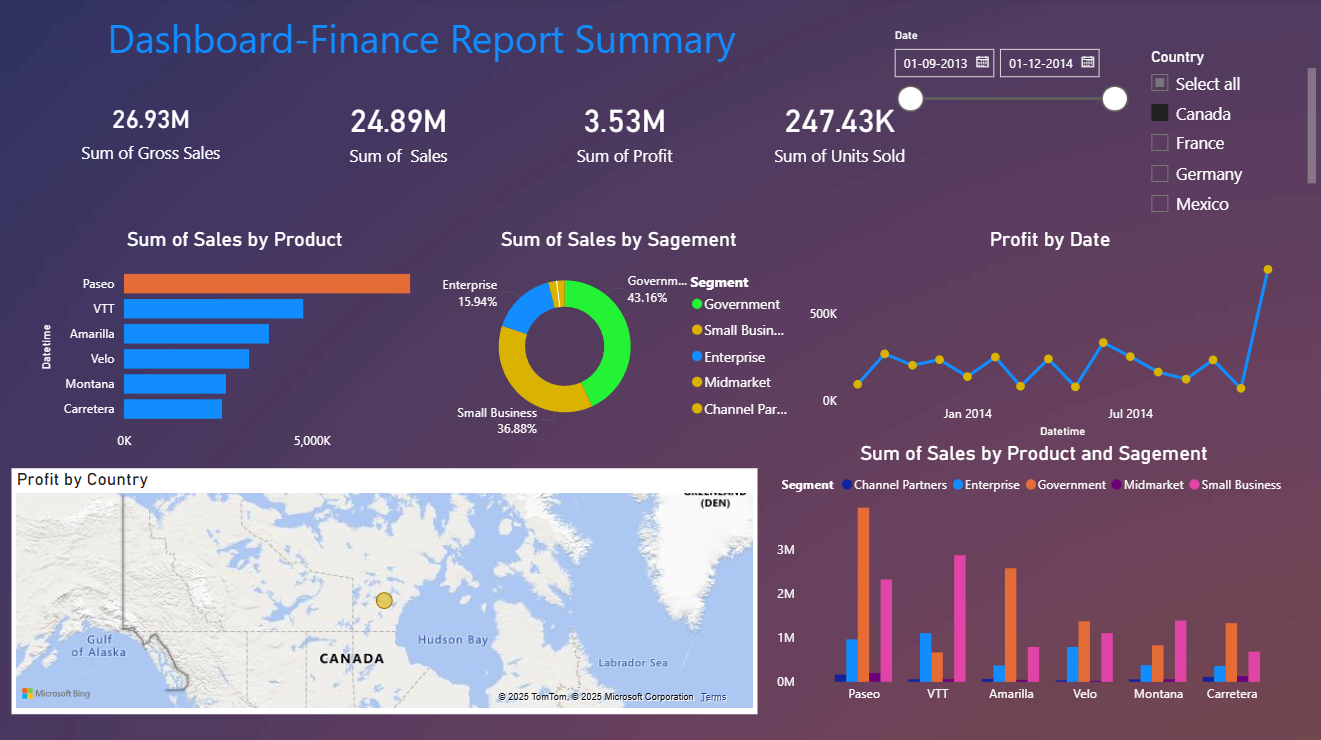 Dashboard-Finance Report Summary
Date
01-09-2013
01-12-2014
Country
Select all
Canada
France
Germany
Mexico
26.93M
Sum of Gross Sales
24.89M
Sum of Sales
3.53M
Sum of Profit
247.43K
Sum of Units Sold
Sum of Sales by Product
Datetime
Paseo
VTT
Amarilla
Velo
Montana
Carretera
0K
5,000K
Sum of Sales by Sagement
Enterprise
15.94%
Governm...
43.16%
Small Business
36.88%
Segment
Government
Small Busin...
Enterprise
Midmarket
Channel Par...
Profit by Date
500K
0K
Jan 2014
Jul 2014
Datetime
Profit by Country
GREENLAND
(DEN)
Gulf
of Alaska
CANADA
Hudson Bay
Labrador Sea
Microsoft Bing
© 2025 TomTom, © 2025 Microsoft Corporation Terms
Sum of Sales by Product and Sagement
Segment Channel Partners Enterprise Government Midmarket Small Business
3M
2M
1M
0M
Paseo
VTT
Amarilla
Velo
Montana
Carretera